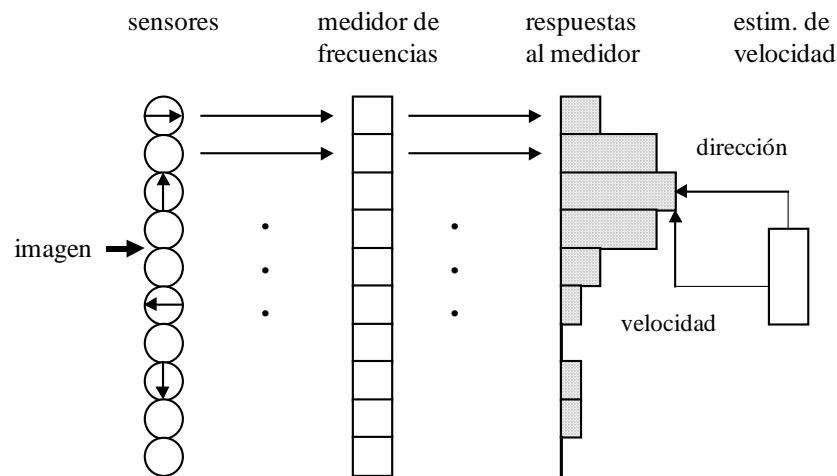 sensores
medidor de
frecuencias
respuestas
al medidor
estim. de
velocidad
dirección
imagen
velocidad